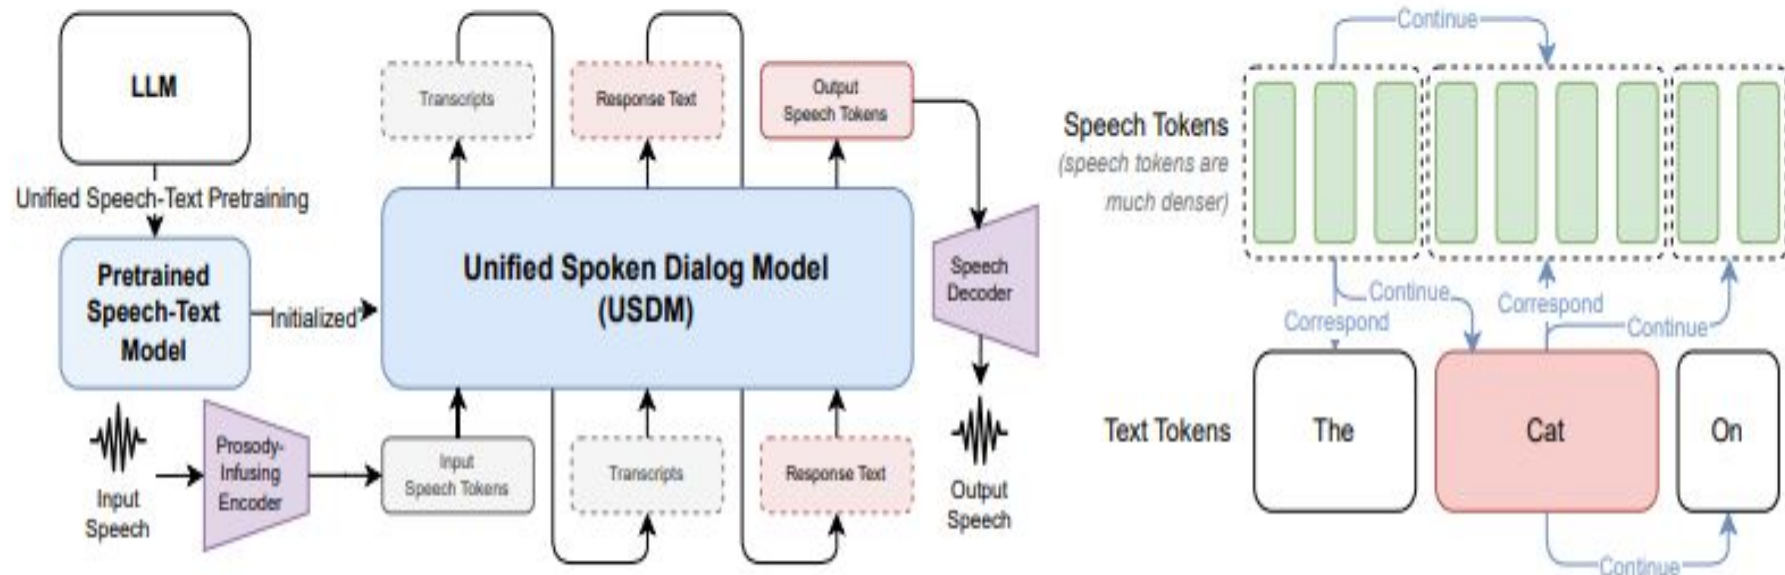 LLM
Unified Speech-Text Pretraining
Pretrained
Speech-Text
Model
Initialized
Input
Speech
Prosody-
Infusing
Encoder
Input
Speech Tokens
Transcripts
Response Text
Output
Speech Tokens
Unified Spoken Dialog Model
(USDM)
Transcripts
Response Text
Speech
Decoder
Output
Speech
Continue
Speech Tokens
(speech tokens are
much denser)
Continue
Correspond
Correspond
Continue
Text Tokens
The
Cat
On
Continue